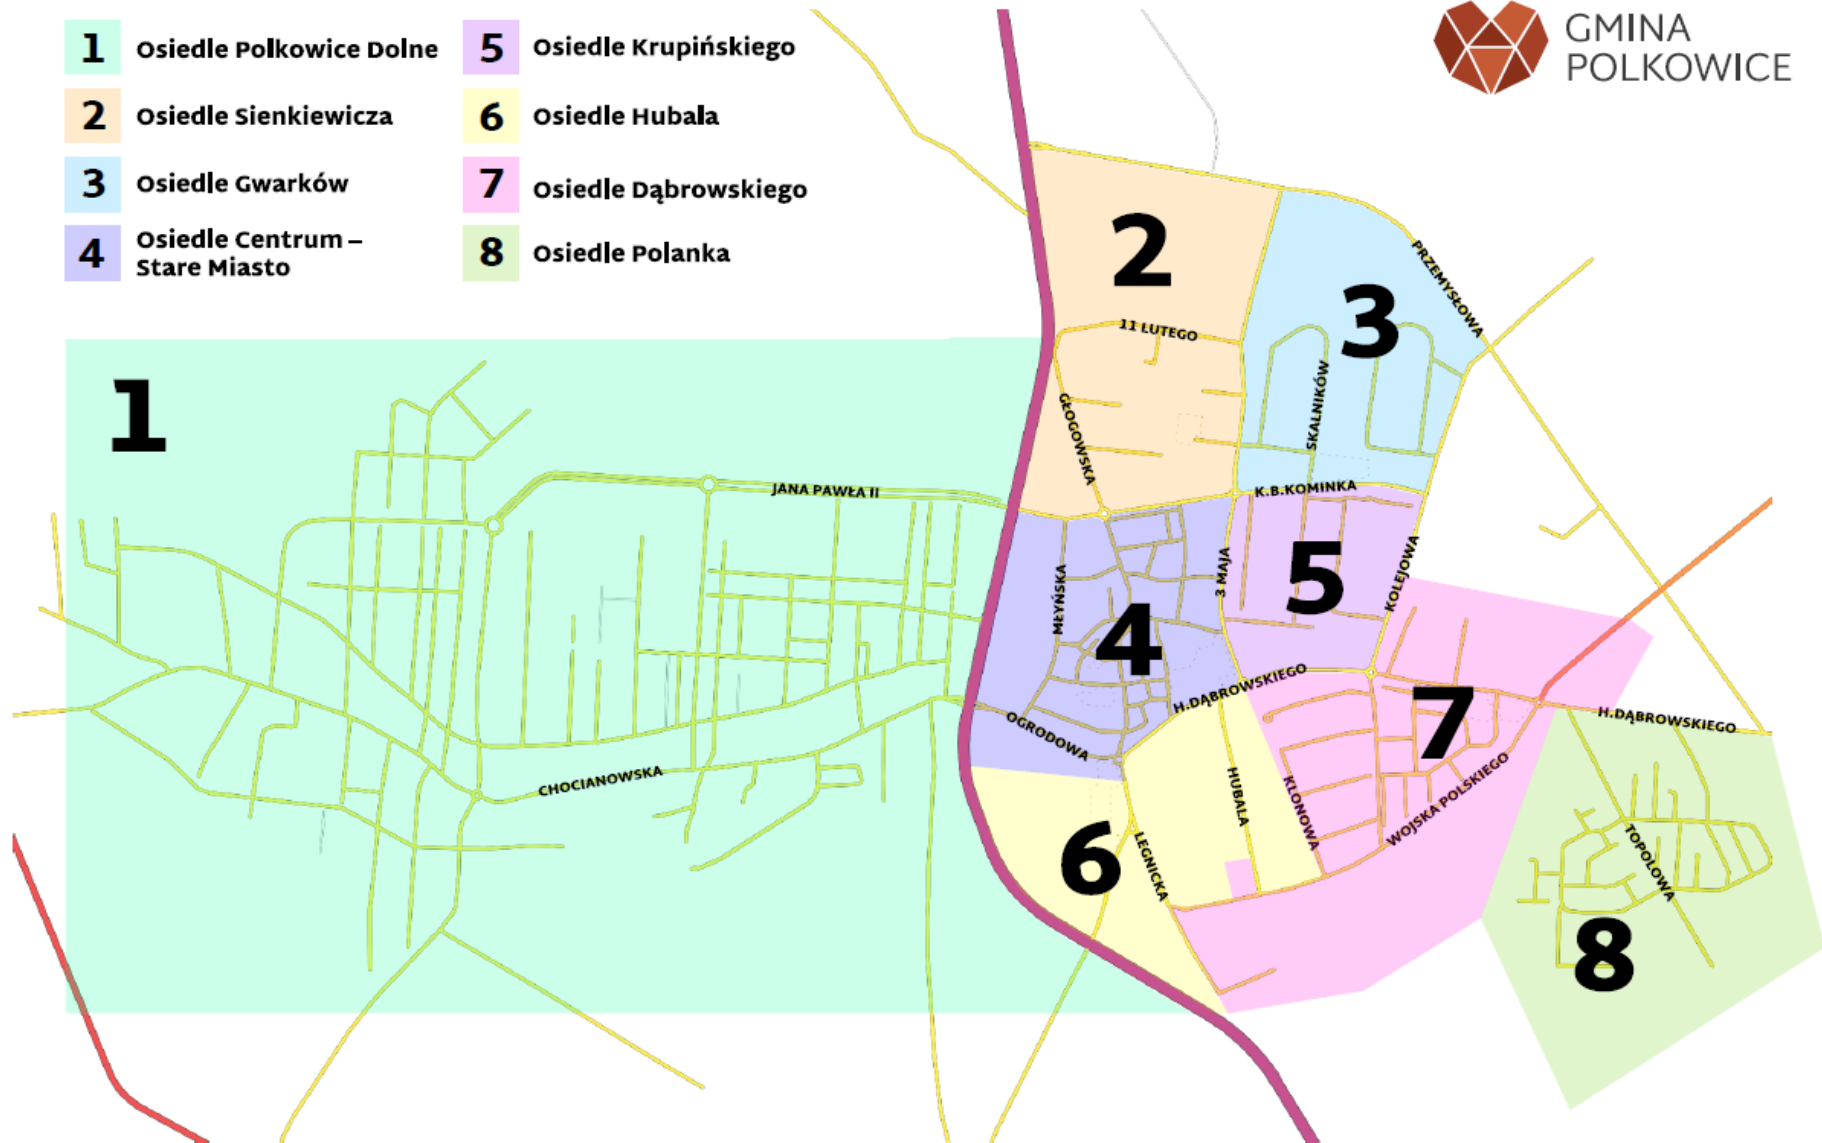 1 Osiedle Polkowice Dolne
2 Osiedle Sienkiewicza
3 Osiedle Gwarków
4 Osiedle Centrum –
Stare Miasto
5 Osiedle Krupińskiego
6 Osiedle Hubala
7 Osiedle Dąbrowskiego
8 Osiedle Polanka
GMINA
POLKOWICE
2
3
PRZEMYSŁOWA
11 LUTEGO
1
SKALNIKÓW
GŁOGOWSKA
JANA PAWŁA II
K.B.KOMINKA
5
3 MAJA
KOLEJOWA
MŁYŃSKA
4
H.DĄBROWSKIEGO
7
H.DĄBROWSKIEGO
OGRODOWA
CHOCIANOWSKA
HUBALA
KLONOWA
WOJSKA POLSKIEGO
6
LEGNICKA
TOPOLOWA
8